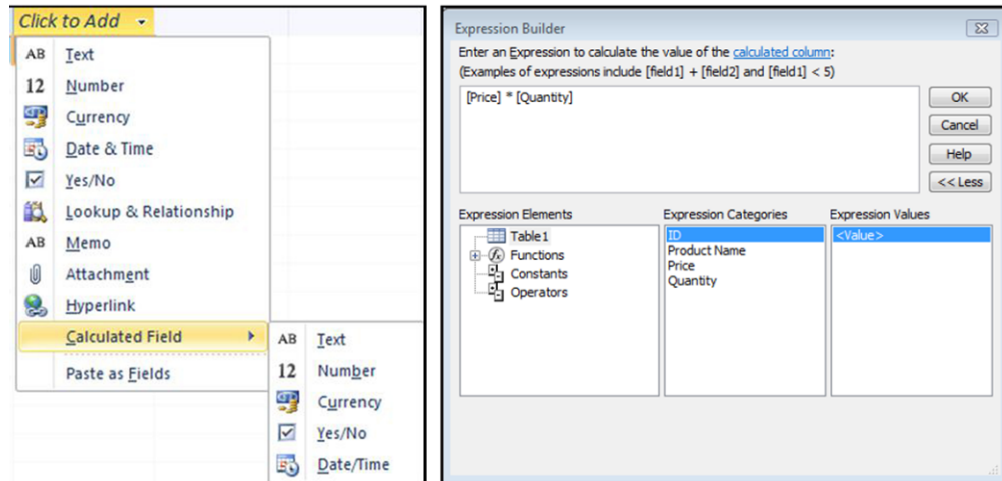 Click to Add
AB Text
12 Number
Currency
Date & Time
Yes/No
Lookup & Relationship
AB Memo
Attachment
Hyperlink
Calculated Field
Paste as Fields
AB Text
12 Number
Currency
Yes/No
Date/Time
Expression Builder
Enter an Expression to calculate the value of the calculated column:
(Examples of expressions include [field1] + [field2] and [field1] < 5)
[Price] * [Quantity]
OK
Cancel
Help
<< Less
Expression Elements
Table1
Functions
Constants
Operators
Expression Categories
ID
Product Name
Price
Quantity
Expression Values
<Value>